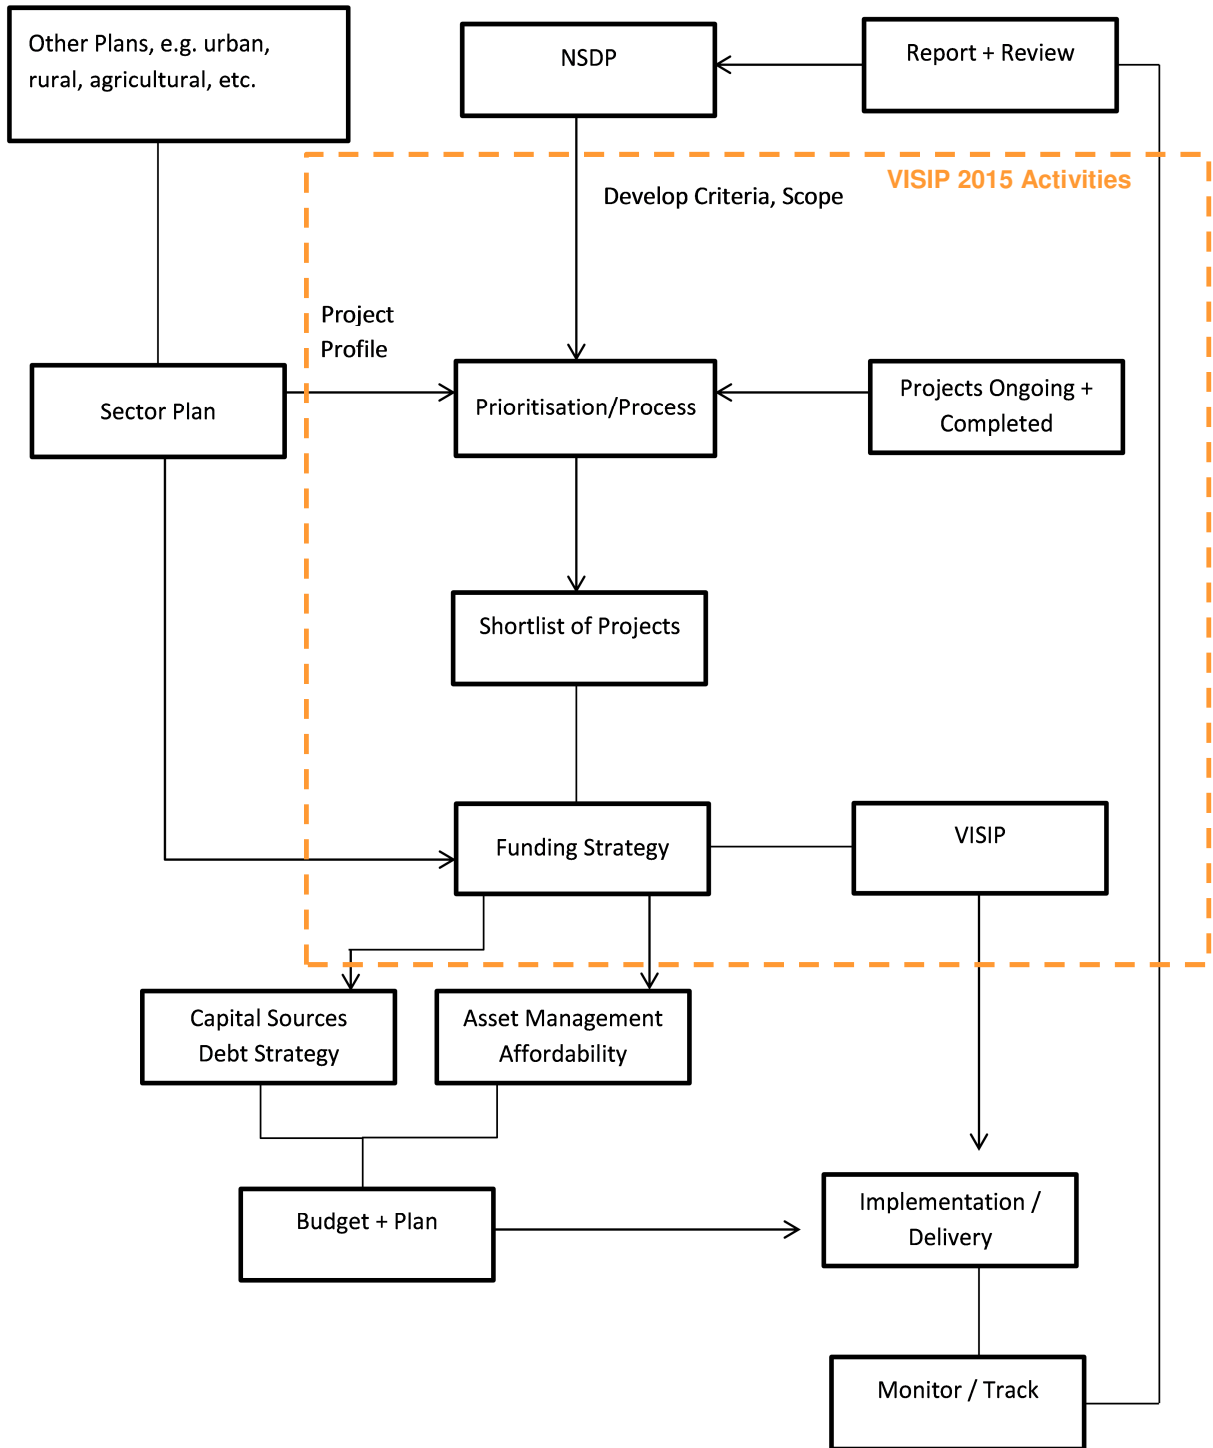 Other Plans, e.g. urban,
rural, agricultural, etc.
NSDP
Report + Review
VISIP 2015 Activities
Develop Criteria, Scope
Project
Profile
Sector Plan
Prioritisation/Process
Projects Ongoing +
Completed
Shortlist of Projects
Funding Strategy
VISIP
Capital Sources
Debt Strategy
Asset Management
Affordability
Budget + Plan
Implementation /
Delivery
Monitor / Track